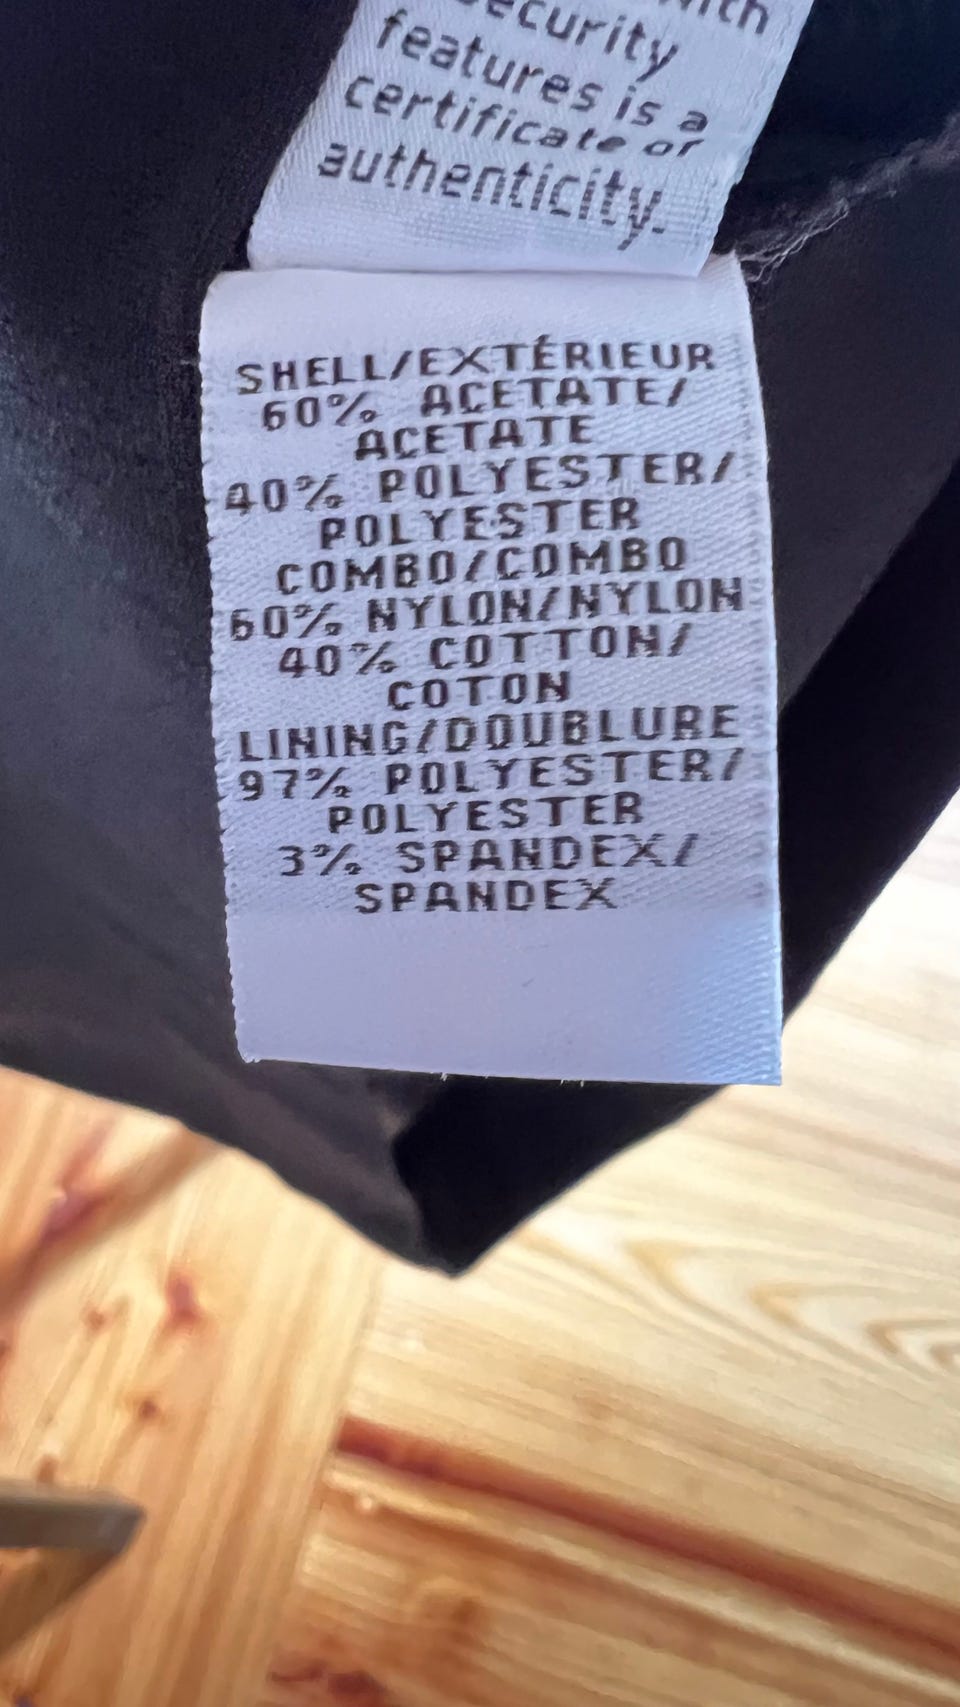 with
security
features is a
certificate of
authenticity.
SHELL/EXTÉRIEUR
60% ACETATE/
ACETATE
40% POLYESTER/
POLYESTER
COMBO/COMBO
60% NYLON/NYLON
40% COTTON/
COTON
LINING/DOUBLURE
97% POLYESTER/
POLYESTER
3% SPANDEX/
SPANDEX